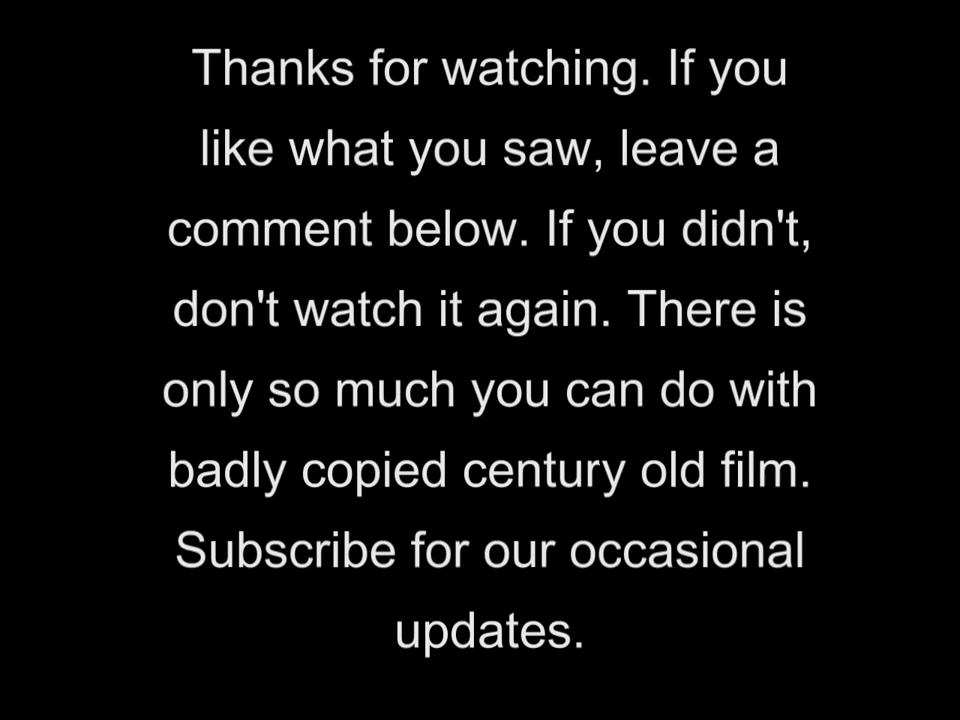 Thanks for watching. If you
like what you saw, leave a
comment below. If you didn't,
don't watch it again. There is
only so much you can do with
badly copied century old film.
Subscribe for our occasional
updates.